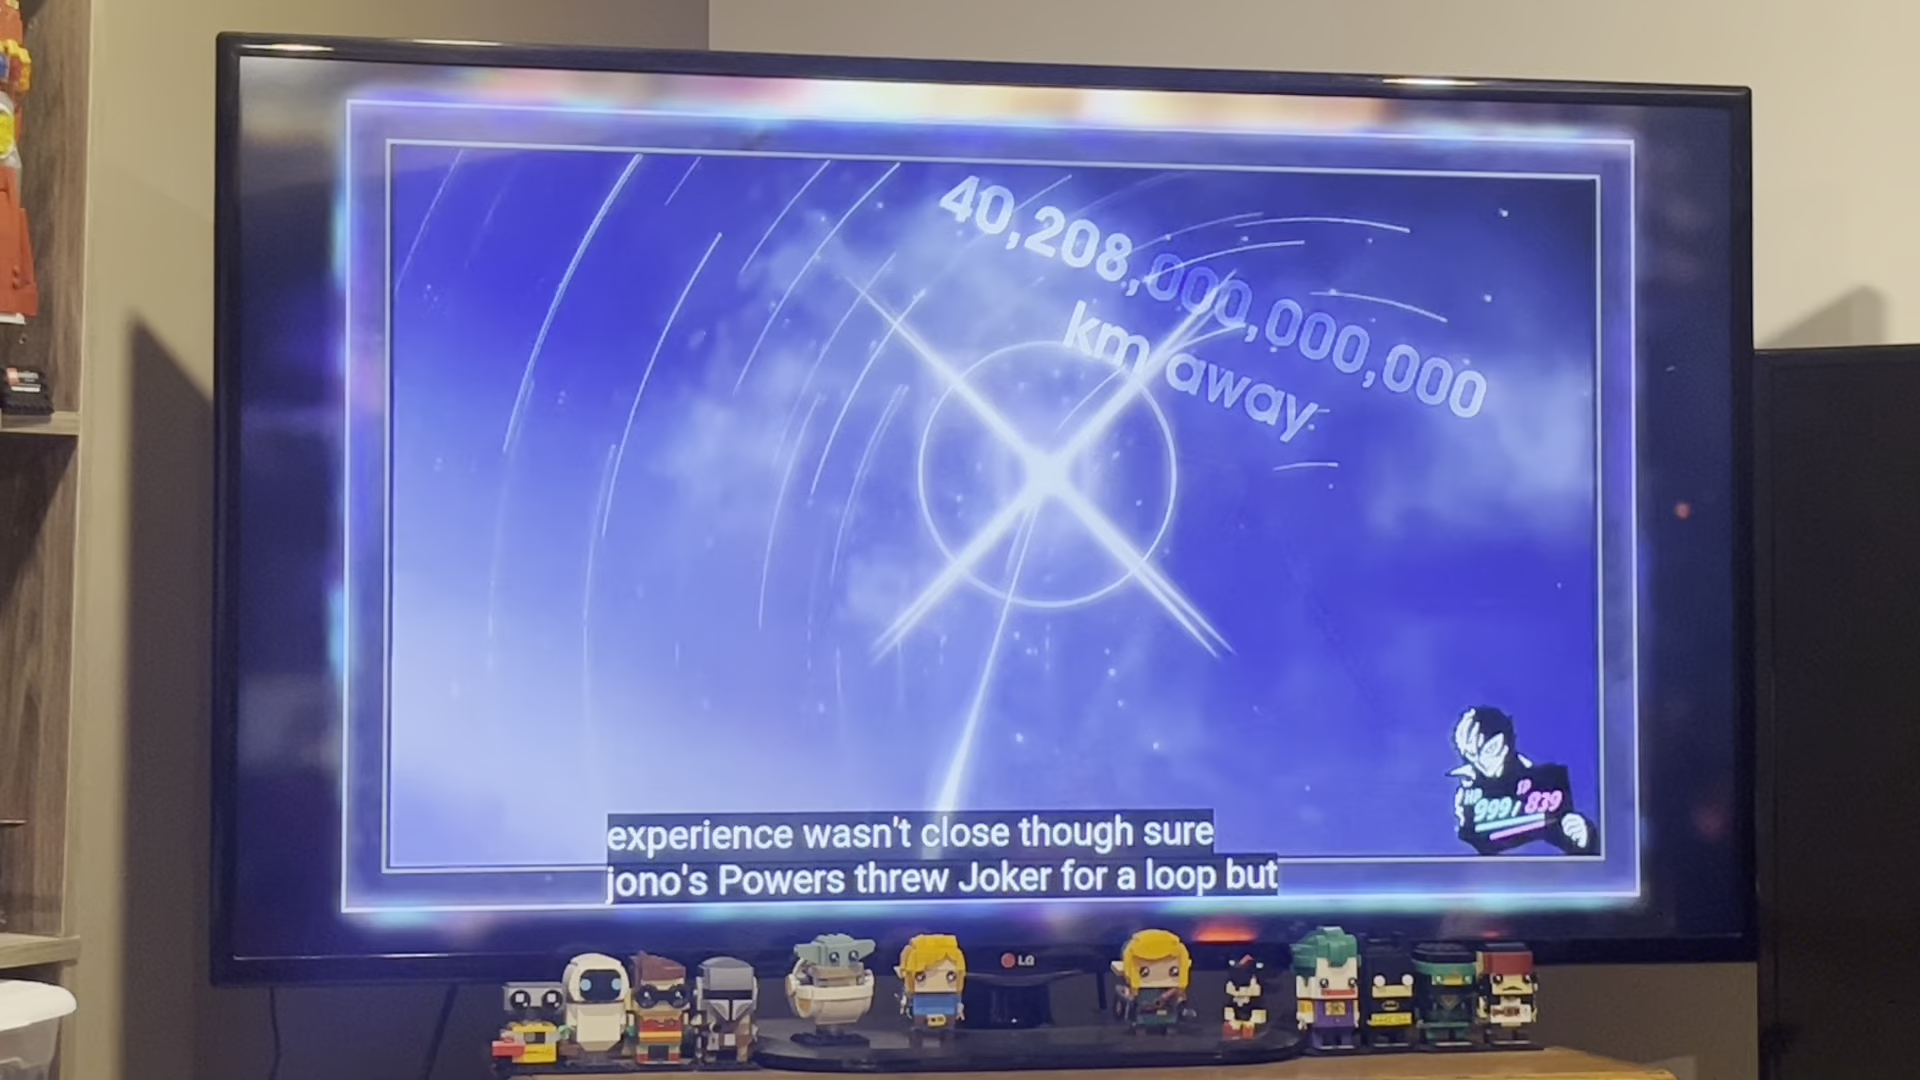 40,208,000,000,000
km away
HP SP
999/ 839
experience wasn't close though sure
jono's Powers threw Joker for a loop but
LG